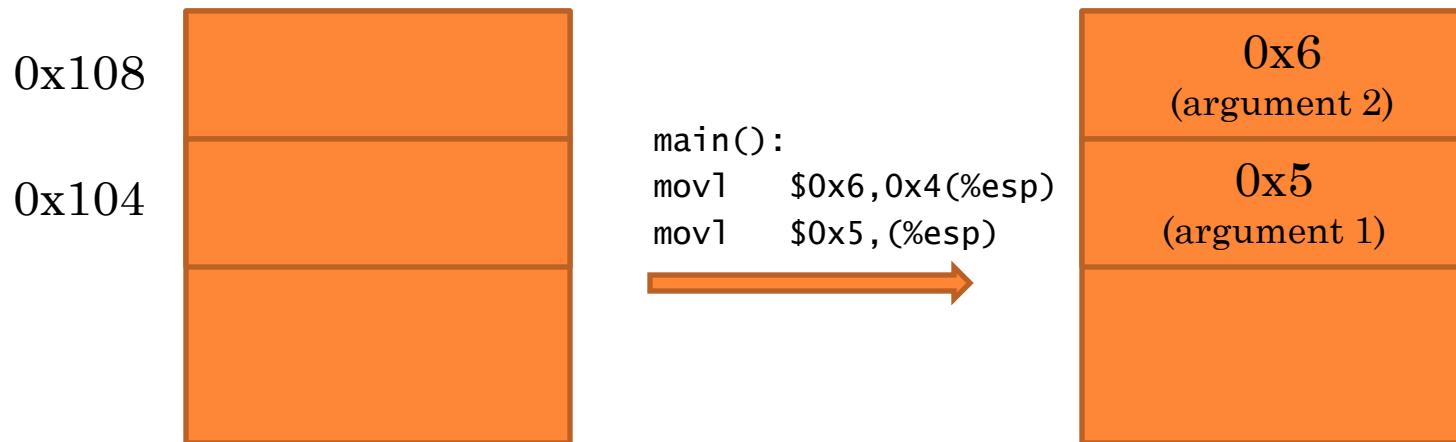 0x108
0x104
main():
movl $0x6,0x4(%esp)
movl $0x5,(%esp)
0x6
(argument 2)
0x5
(argument 1)